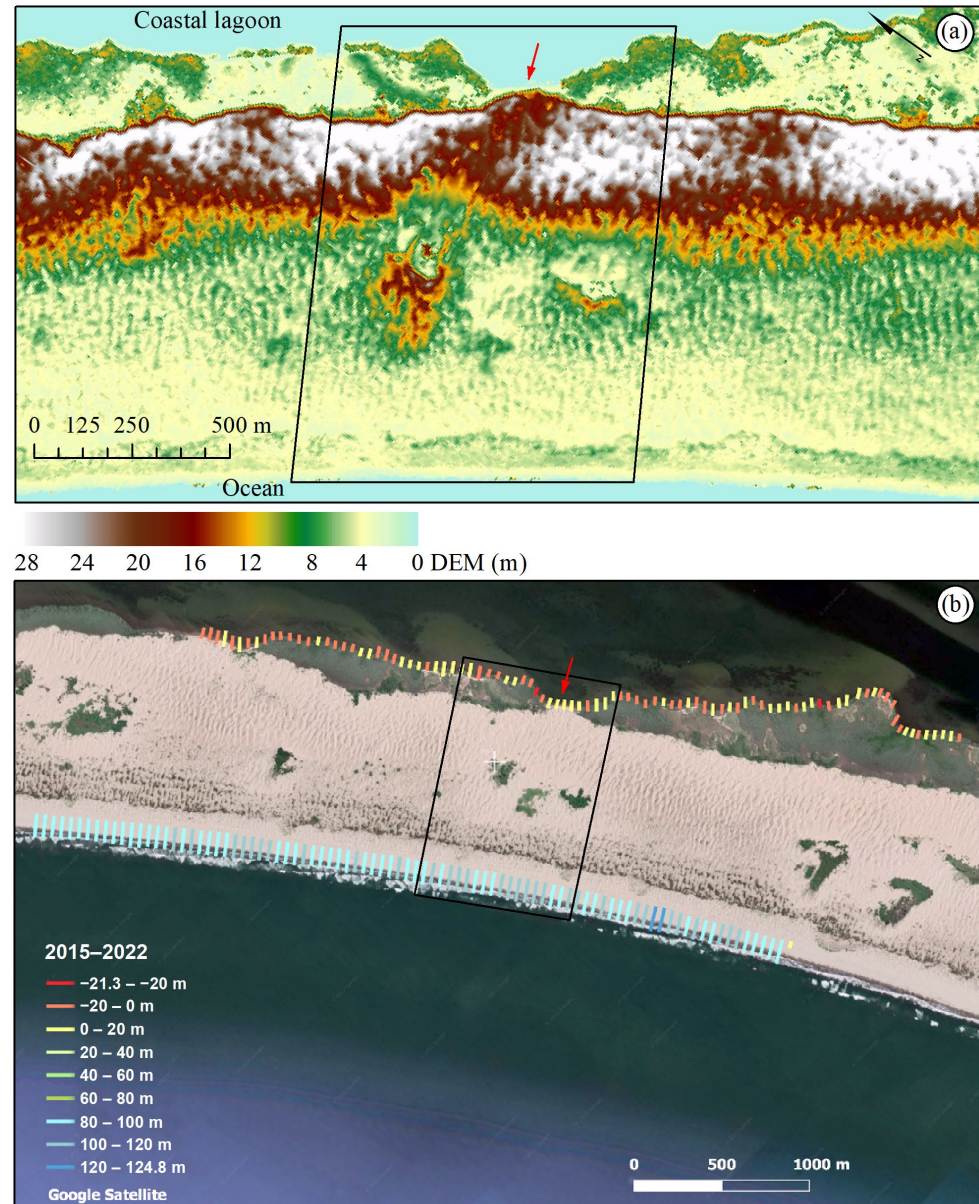 Coastal lagoon
(a)
N
0 125 250 500 m
Ocean
28 24 20 16 12 8 4 0 DEM (m)
(b)
2015–2022
−21.3 – −20 m
−20 – 0 m
0 – 20 m
20 – 40 m
40 – 60 m
60 – 80 m
80 – 100 m
100 – 120 m
120 – 124.8 m
0 500 1000 m
Google Satellite